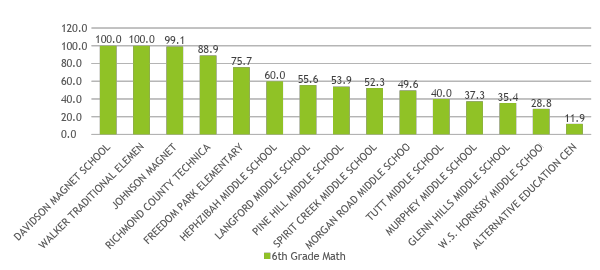 120.0
100.0
80.0
60.0
40.0
20.0
0.0
100.0
100.0
99.1
88.9
75.7
60.0
55.6
53.9
52.3
49.6
40.0
37.3
35.4
28.8
11.9
DAVIDSON MAGNET SCHOOL
WALKER TRADITIONAL ELEMEN
JOHNSON MAGNET
RICHMOND COUNTY TECHNICA
FREEDOM PARK ELEMENTARY
HEPHZIBAH MIDDLE SCHOOL
LANGFORD MIDDLE SCHOOL
PINE HILL MIDDLE SCHOOL
SPIRIT CREEK MIDDLE SCHOOL
MORGAN ROAD MIDDLE SCHOO
TUTT MIDDLE SCHOOL
MURPHEY MIDDLE SCHOOL
GLENN HILLS MIDDLE SCHOOL
W.S. HORNSBY MIDDLE SCHOO
ALTERNATIVE EDUCATION CEN
6th Grade Math